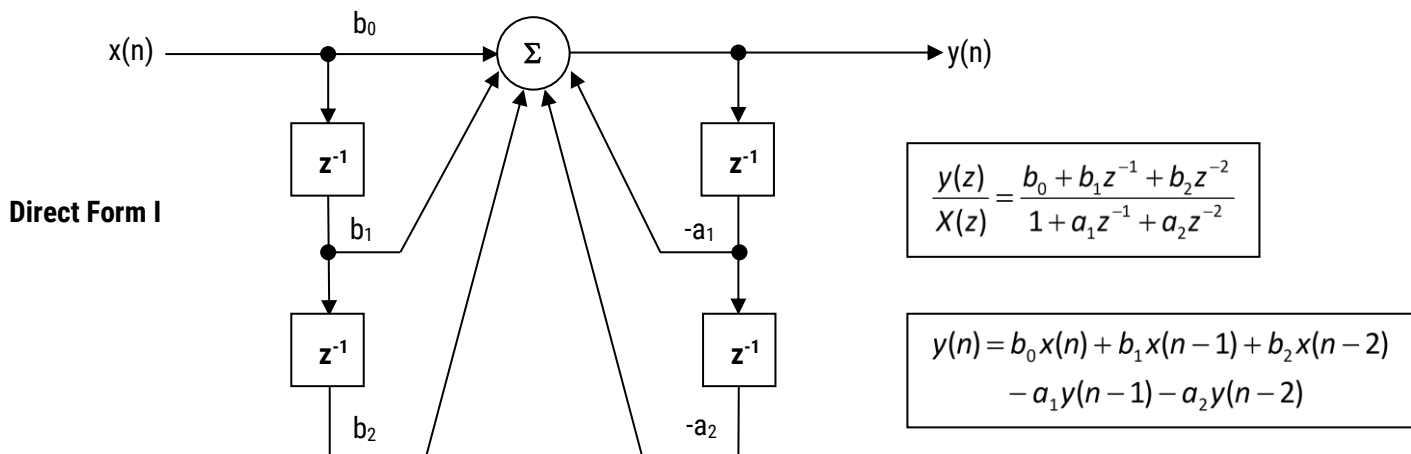 b₀
x(n) Σ y(n)
z⁻¹ z⁻¹
y(z)/X(z) = (b₀ + b₁z⁻¹ + b₂z⁻²)/(1 + a₁z⁻¹ + a₂z⁻²)
Direct Form I
b₁ -a₁
z⁻¹ z⁻¹
y(n) = b₀x(n) + b₁x(n − 1) + b₂x(n − 2)
− a₁y(n − 1) − a₂y(n − 2)
b₂ -a₂